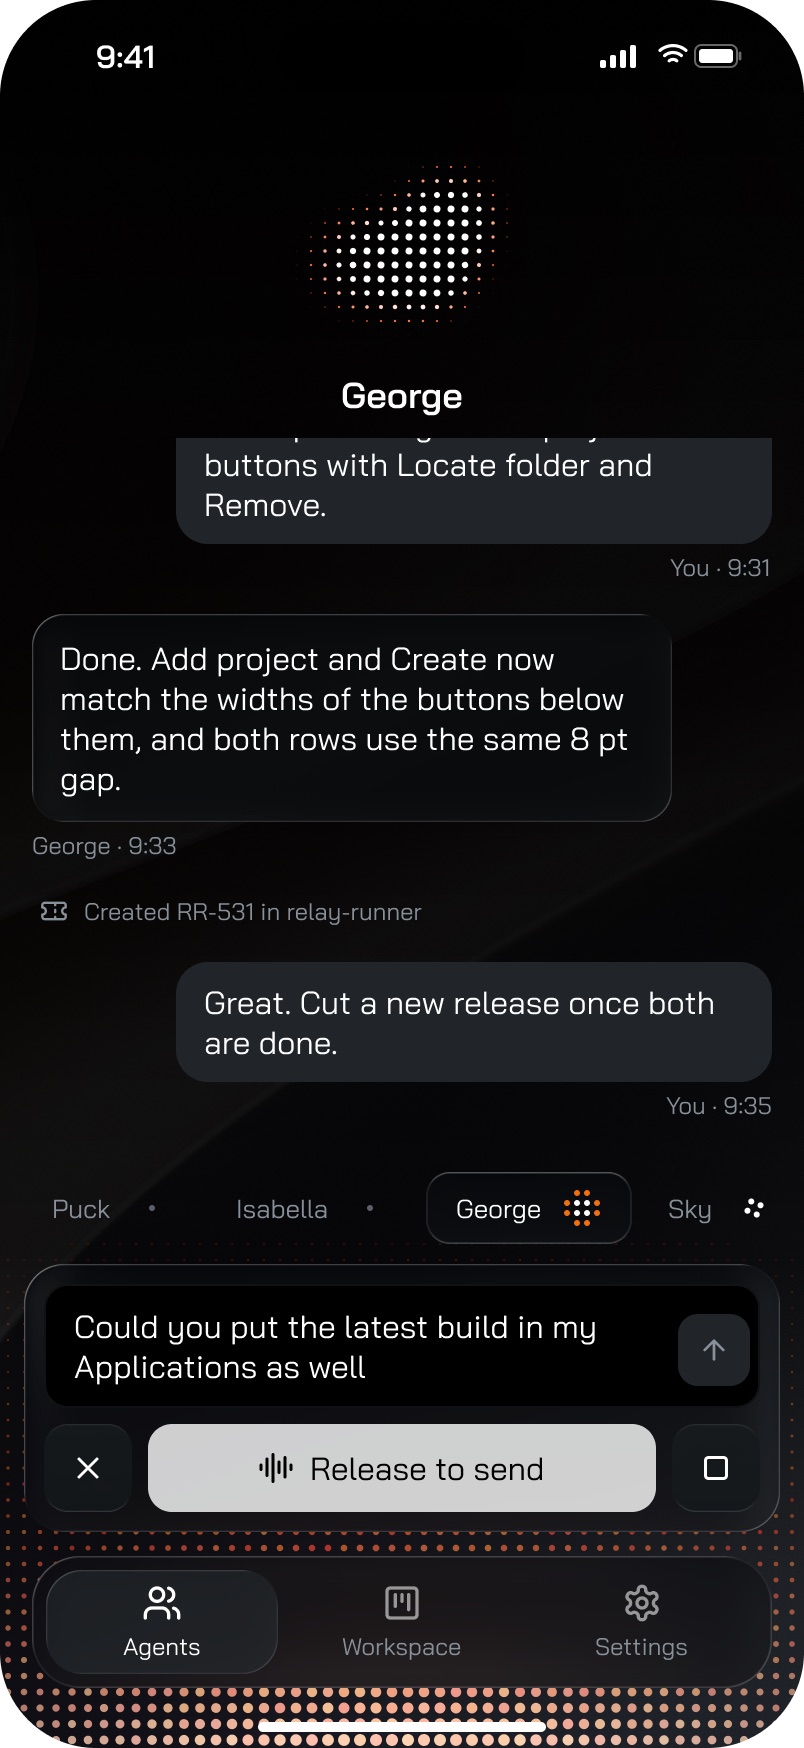 9:41
George
buttons with Locate folder and
Remove.
You · 9:31
Done. Add project and Create now
match the widths of the buttons below
them, and both rows use the same 8 pt
gap.
George · 9:33
Created RR-531 in relay-runner
Great. Cut a new release once both
are done.
You · 9:35
Puck · Isabella · George Sky
Could you put the latest build in my
Applications as well
Release to send
Agents Workspace Settings